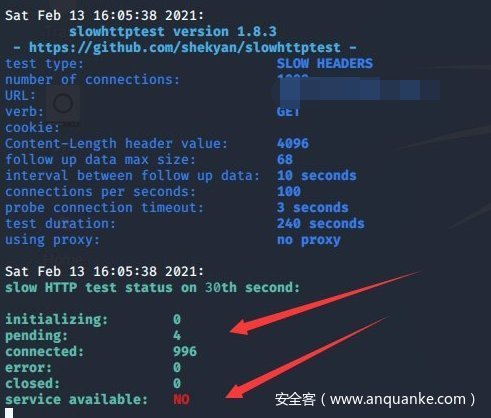 Sat Feb 13 16:05:38 2021:
slowhttptest version 1.8.3
- https://github.com/shekyan/slowhttptest -
test type: SLOW HEADERS
number of connections:
URL:
verb: GET
cookie:
Content-Length header value: 4096
follow up data max size: 68
interval between follow up data: 10 seconds
connections per seconds: 100
probe connection timeout: 3 seconds
test duration: 240 seconds
using proxy: no proxy
Sat Feb 13 16:05:38 2021:
slow HTTP test status on 30th second:
initializing: 0
pending: 4
connected: 996
error: 0
closed: 0
service available: NO
安全客（www.anquanke.com）